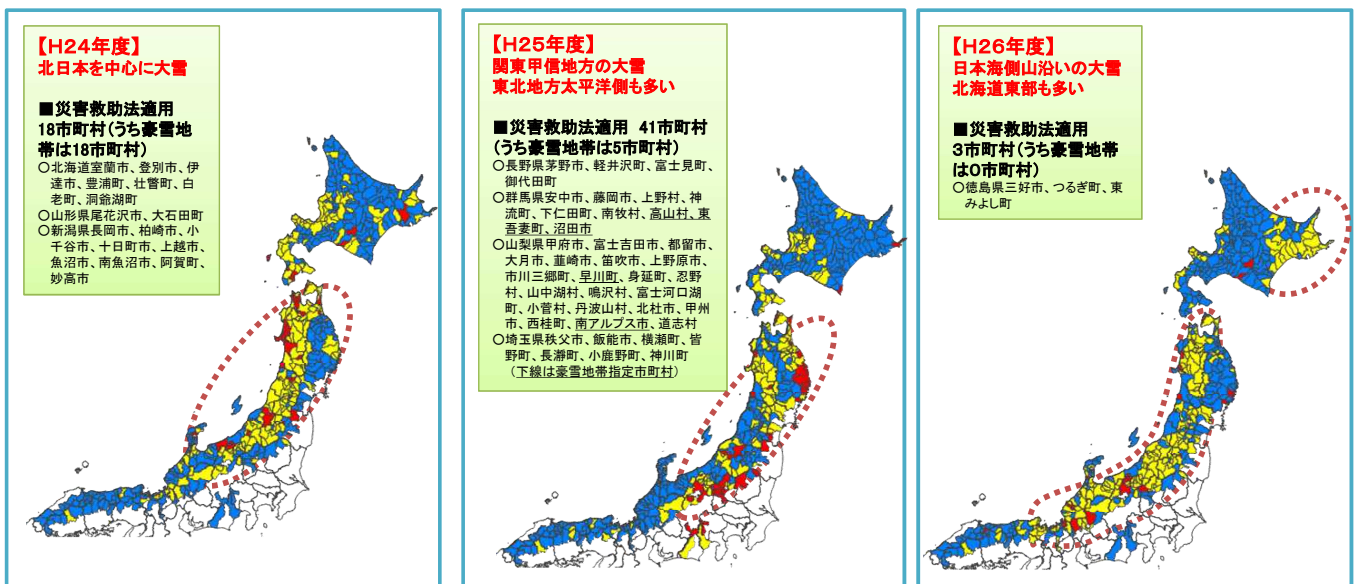 【H24年度】
北日本を中心に大雪
■災害救助法適用
18市町村(うち豪雪地
帯は18市町村)
○北海道室蘭市、登別市、伊
達市、豊浦町、壮瞥町、白
老町、洞爺湖町
○山形県尾花沢市、大石田町
○新潟県長岡市、柏崎市、小
千谷市、十日町市、上越市、
魚沼市、南魚沼市、阿賀町、
妙高市
【H25年度】
関東甲信地方の大雪
東北地方太平洋側も多い
■災害救助法適用 41市町村
(うち豪雪地帯は5市町村)
○長野県茅野市、軽井沢町、富士見町、
御代田町
○群馬県安中市、藤岡市、上野村、神
流町、下仁田町、南牧村、高山村、東
吾妻町、沼田市
○山梨県甲府市、富士吉田市、都留市、
大月市、韮崎市、笛吹市、上野原市、
市川三郷町、早川町、身延町、忍野
村、山中湖村、鳴沢村、富士河口湖
町、小菅村、丹波山村、北杜市、甲州
市、西桂町、南アルプス市、道志村
○埼玉県秩父市、飯能市、横瀬町、皆
野町、長瀞町、小鹿野町、神川町
(下線は豪雪地帯指定市町村)
【H26年度】
日本海側山沿いの大雪
北海道東部も多い
■災害救助法適用
3市町村(うち豪雪地帯
は0市町村)
○徳島県三好市、つるぎ町、東
みよし町